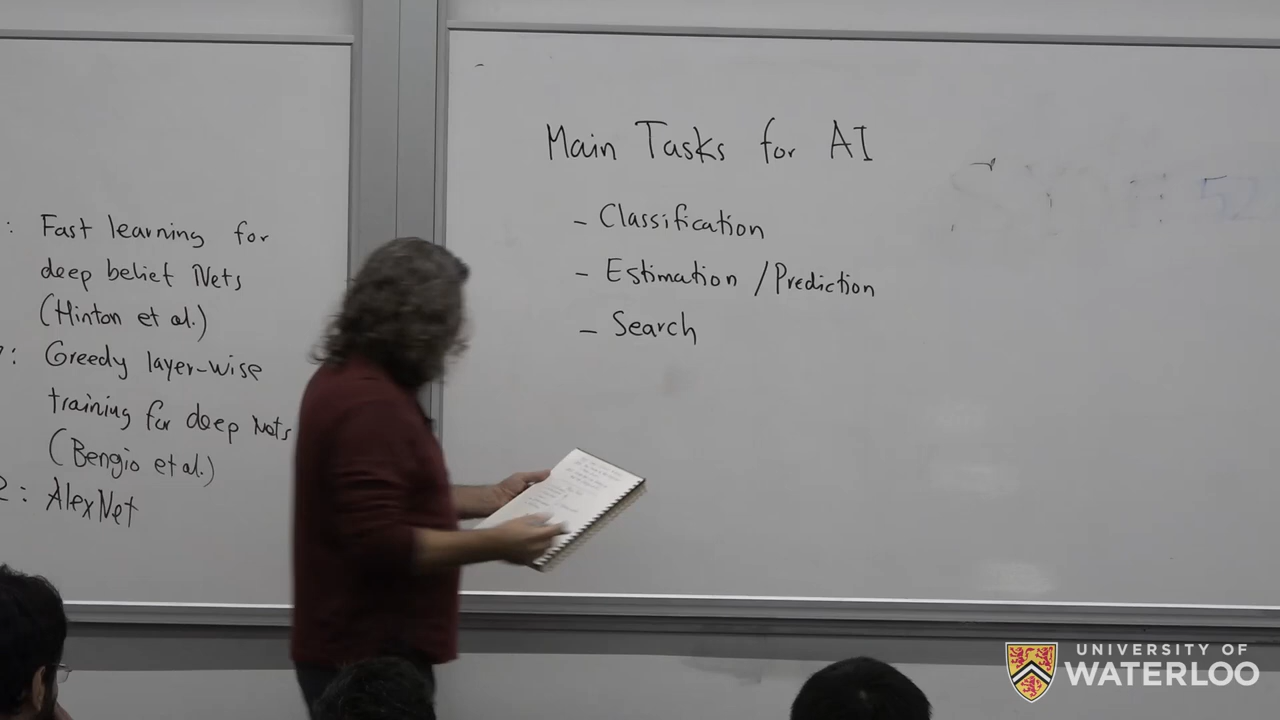 : Fast learning for
deep belief Nets
(Hinton et al.)
: Greedy layer-wise
training for deep Nets
(Bengio et al.)
2: AlexNet
Main Tasks for AI
- Classification
- Estimation / Prediction
- Search
UNIVERSITY OF
WATERLOO